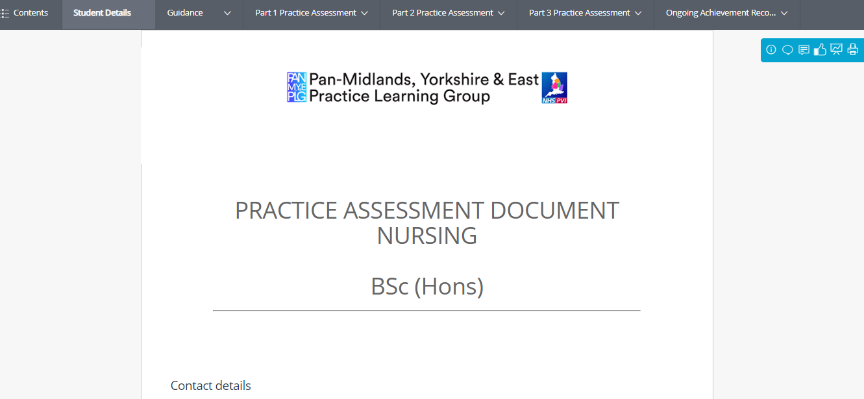 Contents
Student Details
Guidance
Part 1 Practice Assessment
Part 2 Practice Assessment
Part 3 Practice Assessment
Ongoing Achievement Reco...
PAN
MYE
PLG
Pan-Midlands, Yorkshire & East
Practice Learning Group
NHS PVI
PRACTICE ASSESSMENT DOCUMENT
NURSING
BSc (Hons)
Contact details